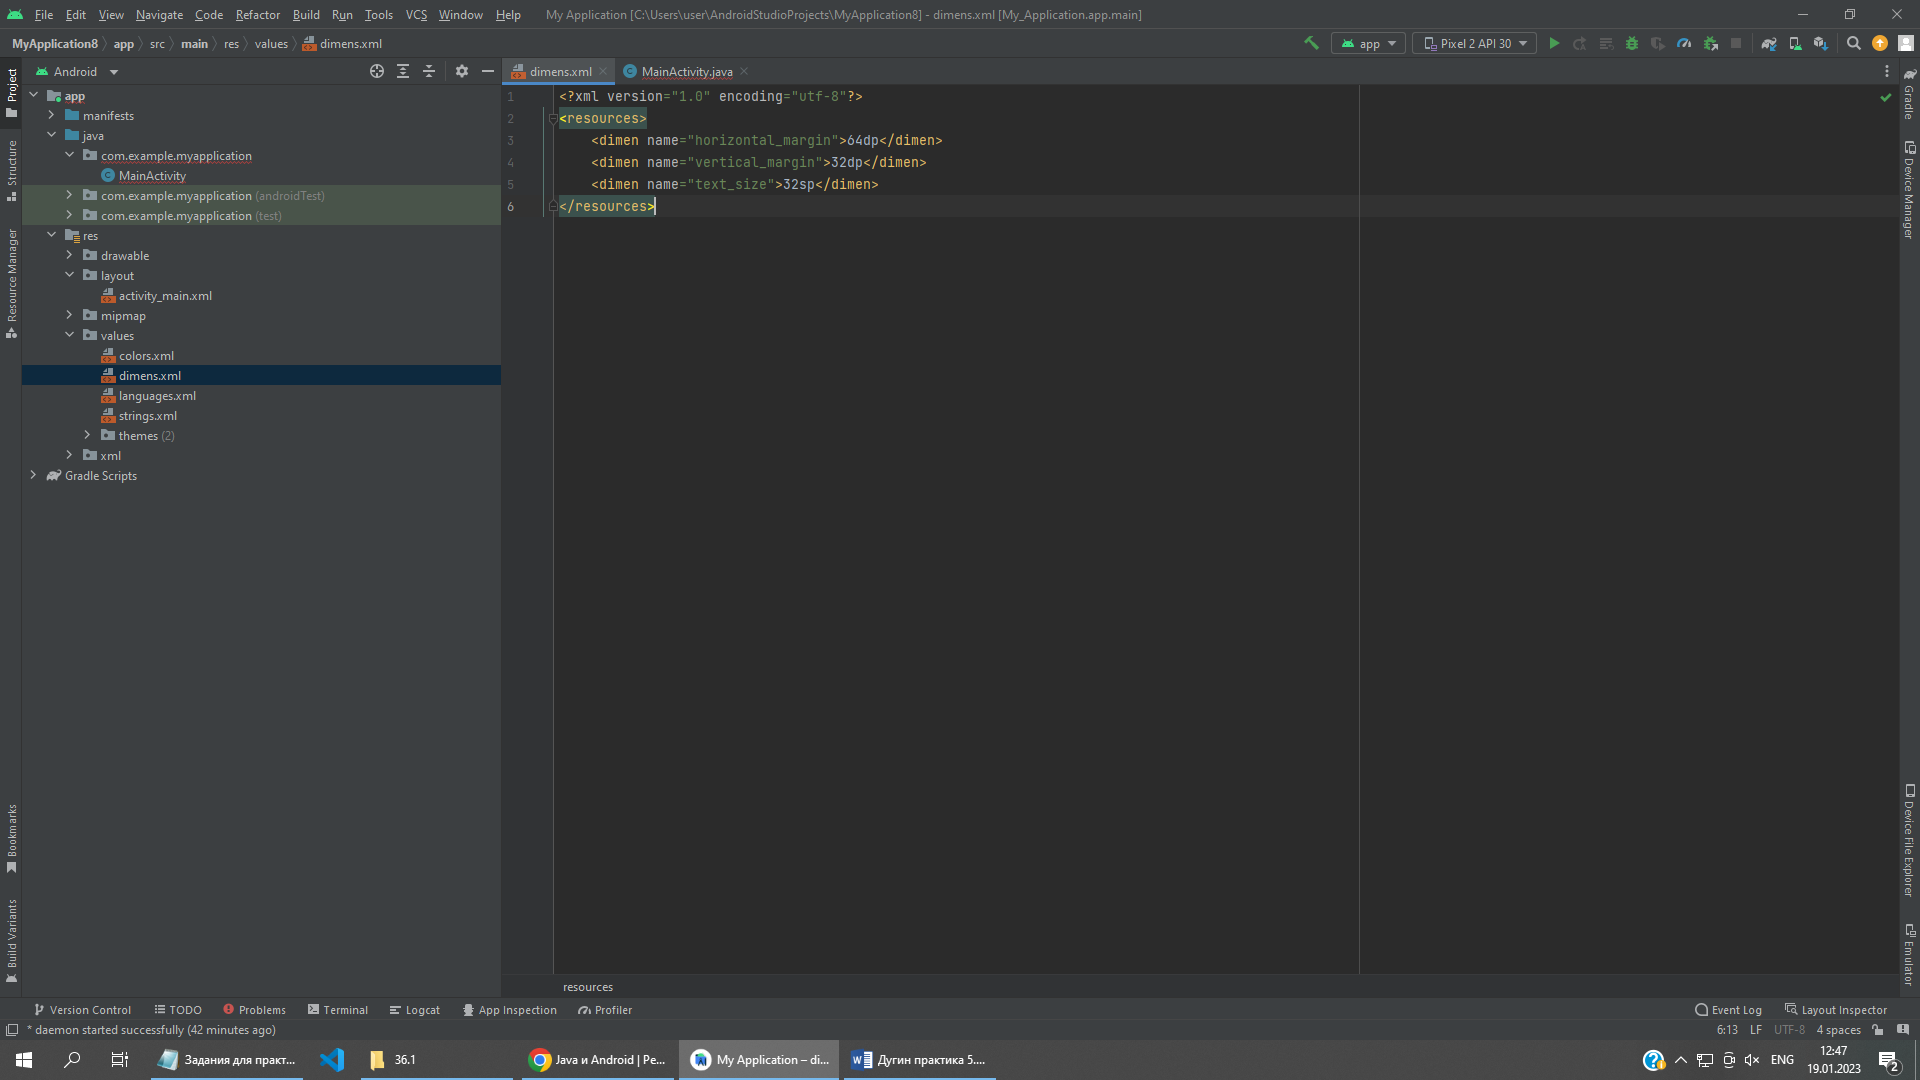 File Edit View Navigate Code Refactor Build Run Tools VCS Window Help My Application [C:\Users\user\AndroidStudioProjects\MyApplication8] - dimens.xml [My_Application.app.main]
MyApplication8 app src main res values dimens.xml app Pixel 2 API 30
Android
dimens.xml MainActivity.java
Project
Structure
Resource Manager
Bookmarks
Build Variants
app
manifests
java
com.example.myapplication
MainActivity
com.example.myapplication (androidTest)
com.example.myapplication (test)
res
drawable
layout
activity_main.xml
mipmap
values
colors.xml
dimens.xml
languages.xml
strings.xml
themes (2)
xml
Gradle Scripts
1 <?xml version="1.0" encoding="utf-8"?>
2 <resources>
3 <dimen name="horizontal_margin">64dp</dimen>
4 <dimen name="vertical_margin">32dp</dimen>
5 <dimen name="text_size">32sp</dimen>
6 </resources>
Gradle
Device Manager
Device File Explorer
Emulator
resources
Version Control TODO Problems Terminal Logcat App Inspection Profiler Event Log Layout Inspector
* daemon started successfully (42 minutes ago) 6:13 LF UTF-8 4 spaces
Задания для практ... 36.1 Java и Android | Ре... My Application – di... Дугин практика 5.... ENG 12:47
19.01.2023 2